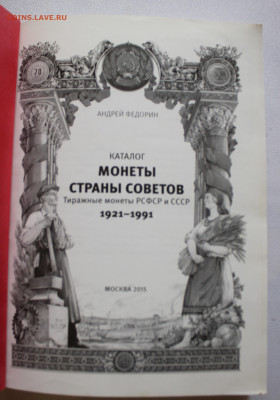 COINS.LAVE.RU
АНДРЕЙ ФЕДОРИН
КАТАЛОГ
МОНЕТЫ
СТРАНЫ СОВЕТОВ
Тиражные монеты РСФСР и СССР
1921–1991
МОСКВА 2015